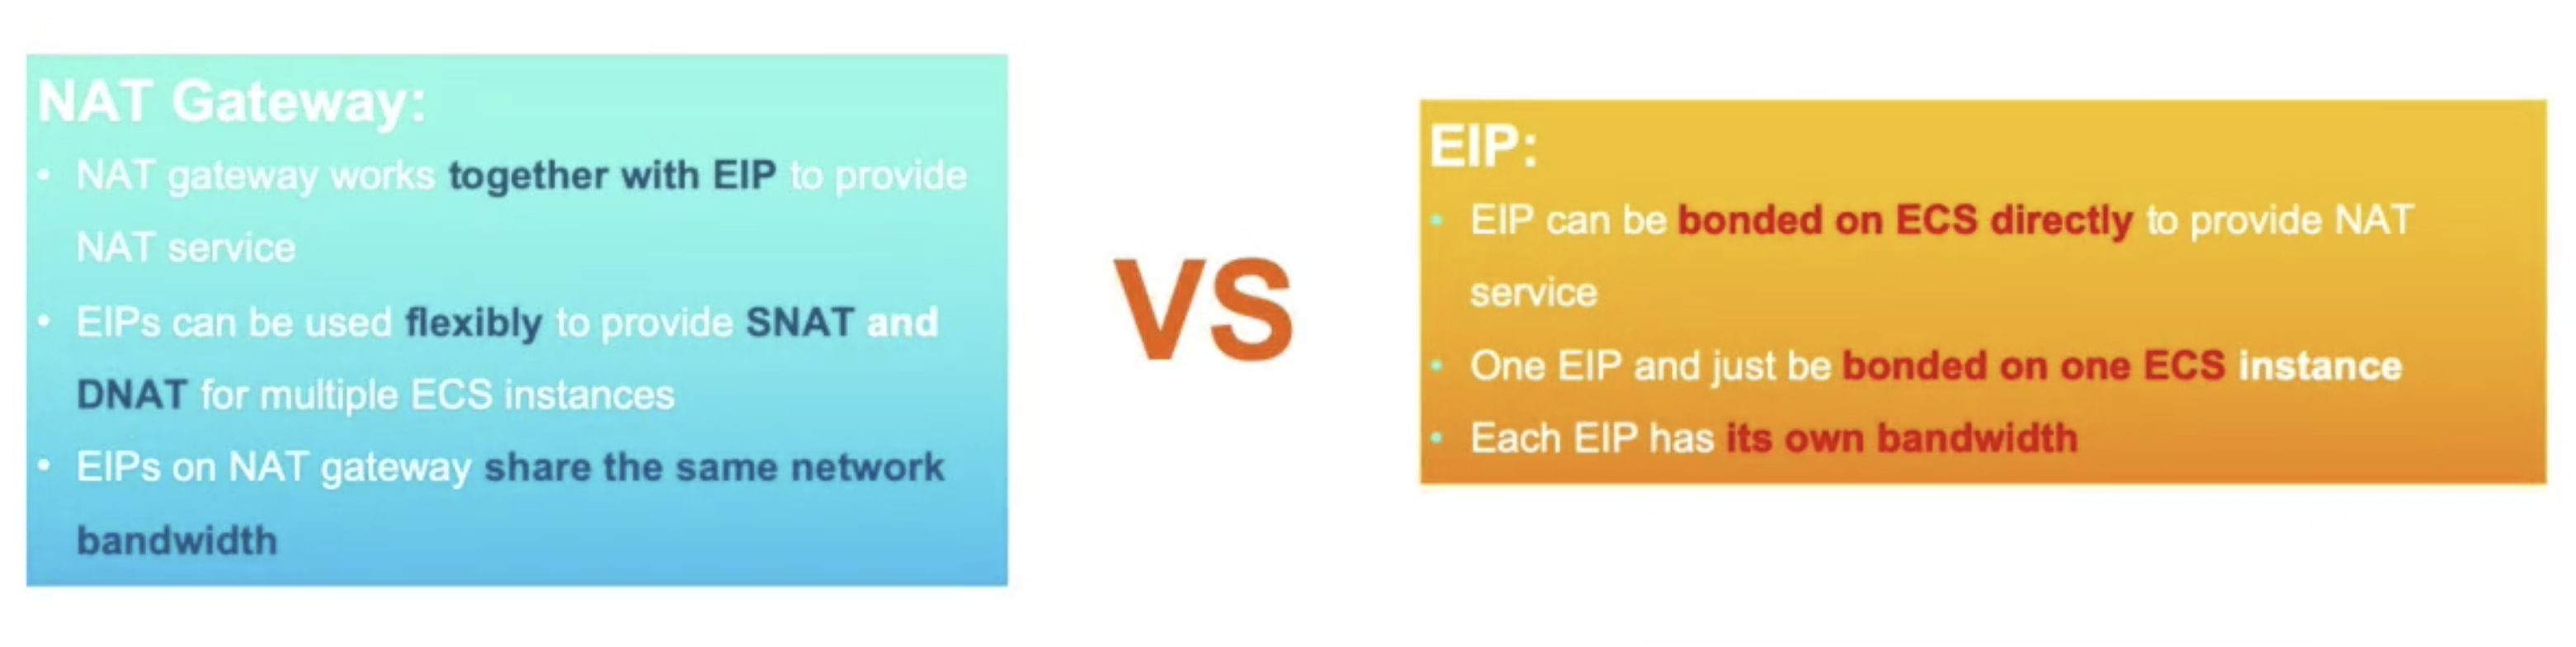 NAT Gateway:
• NAT gateway works together with EIP to provide
NAT service
• EIPs can be used flexibly to provide SNAT and
DNAT for multiple ECS instances
• EIPs on NAT gateway share the same network
bandwidth
VS
EIP:
• EIP can be bonded on ECS directly to provide NAT
service
• One EIP and just be bonded on one ECS instance
• Each EIP has its own bandwidth